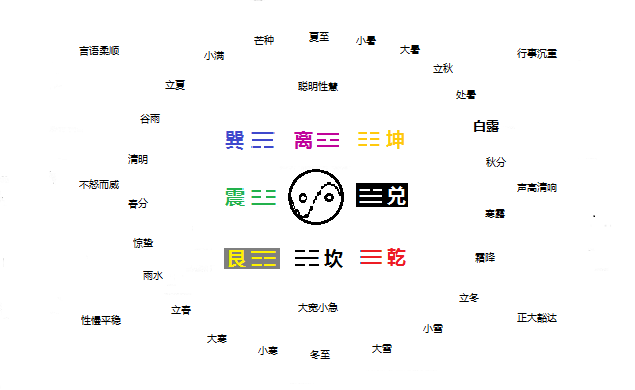 芒种
夏至
小暑
言语柔顺
小满
大暑
行事沉重
立秋
立夏
聪明性慧
处暑
谷雨
白露
巽 ☴ 离 ☲ ☷ 坤
清明
秋分
不怒而威
声高清响
震 ☳ ☱ 兑
春分
寒露
惊蛰
艮 ☶ ☵ 坎 ☰ 乾
霜降
雨水
立冬
立春
大宽小急
性慢平稳
正大豁达
小雪
大寒
小寒
冬至
大雪